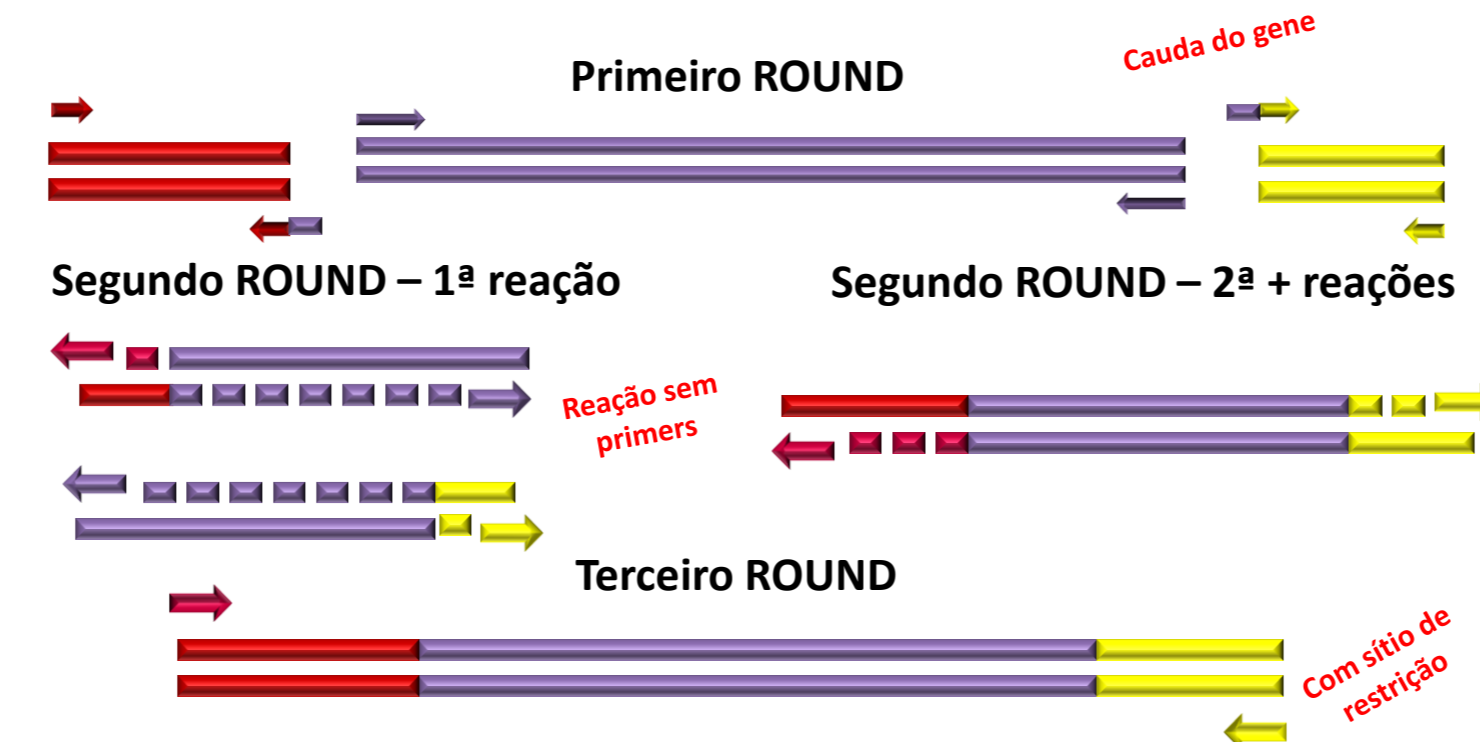 Cauda do gene
Primeiro ROUND
Segundo ROUND – 1ª reação
Segundo ROUND – 2ª + reações
Reação sem
primers
Terceiro ROUND
Com sítio de
restrição